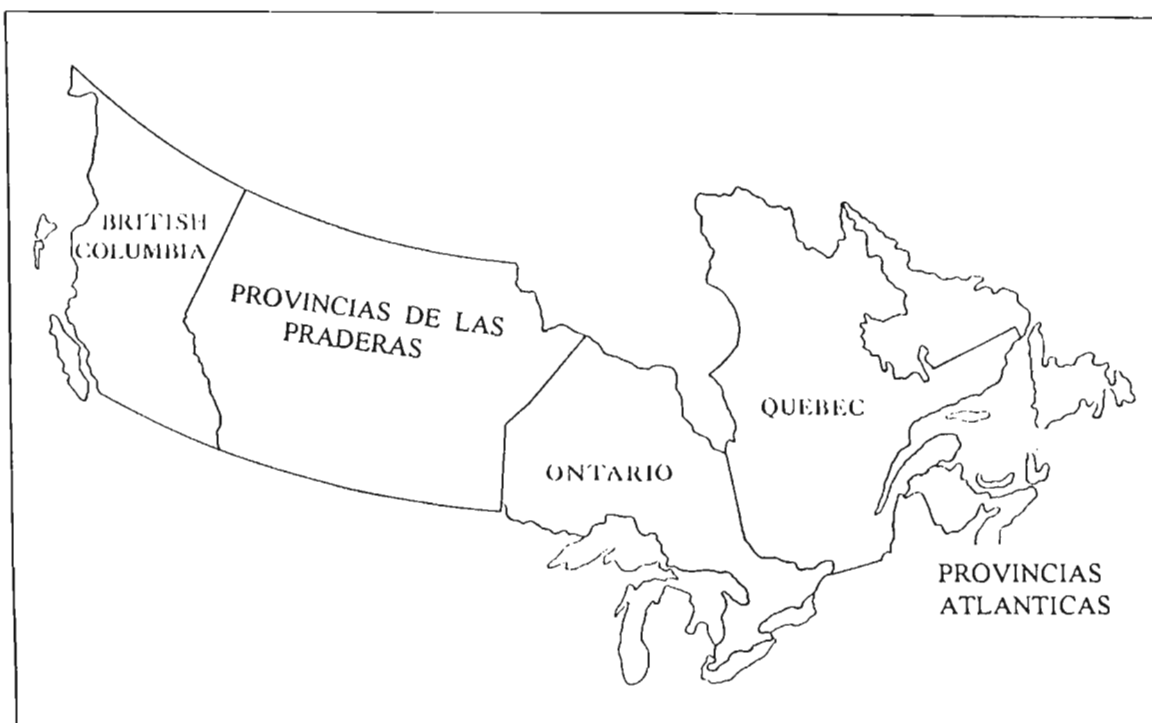 BRITISH
COLUMBIA
PROVINCIAS DE LAS
PRADERAS
ONTARIO
QUEBEC
PROVINCIAS
ATLANTICAS